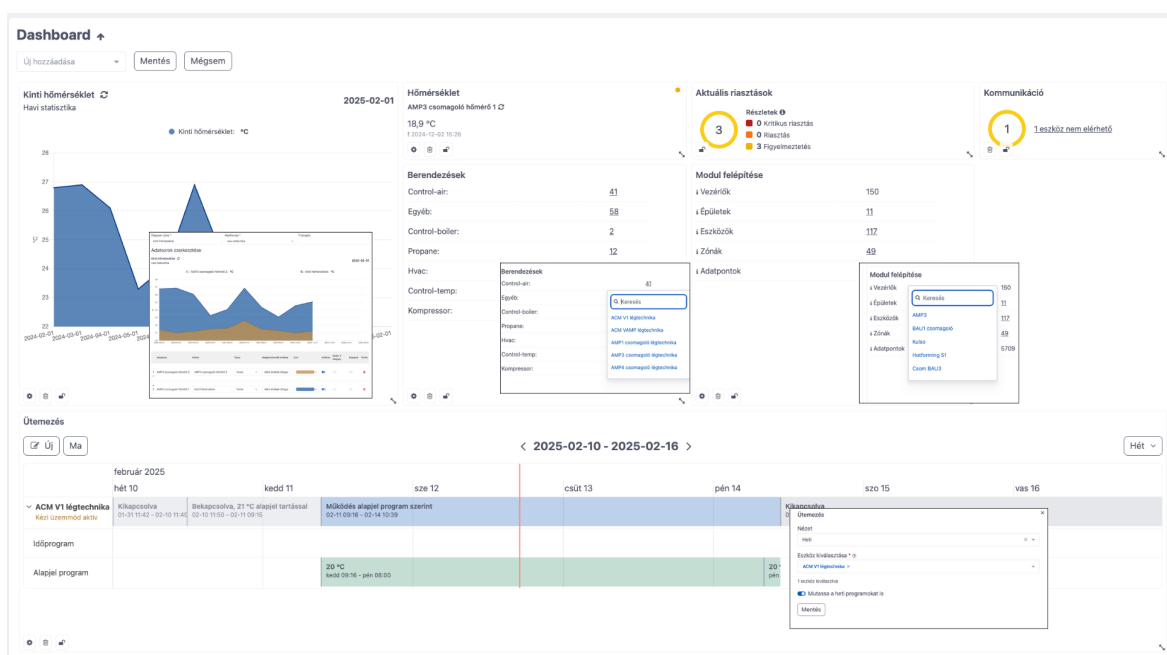 Dashboard
Új hozzáadása
Mentés
Mégsem
Kinti hőmérséklet
Havi statisztika
2025-02-01
Kinti hőmérséklet: °C
28
27
26
°C 25
24
23
22
2024-02-01 2024-03-01 2024-04-01 2024-05-01
Adatsorok szerkesztése
Hőmérséklet
AMP3 csomagoló hőmérő 1
18,9 °C
2024-12-02 15:26
Aktuális riasztások
3
Részletek
0 Kritikus riasztás
0 Riasztás
3 Figyelmeztetés
Kommunikáció
1
1 eszköz nem elérhető
Berendezések
Control-air: 41
Egyéb: 58
Control-boiler: 2
Propane: 12
Hvac:
Control-temp:
Kompresszor:
Berendezések
Control-air: 41
Egyéb:
Control-boiler:
Propane:
Hvac:
Control-temp:
Kompressor:
Keresés
ACM V1 légtechnika
ACM VAMP légtechnika
AMP1 csomagoló légtechnika
AMP3 csomagoló légtechnika
AMP4 csomagoló légtechnika
Modul felépítése
Vezérlők 150
Épületek 11
Eszközök 117
Zónák 49
Adatpontok
Modul felépítése
Vezérlők 150
Épületek 11
Eszközök 117
Zónák 49
Adatpontok 5709
Keresés
AMP3
BAU1 csomagoló
Kulso
Hotforming S1
Csom BAU3
Ütemezés
Új
Ma
2025-02-10 - 2025-02-16
Hét
február 2025
hét 10 kedd 11 sze 12 csüt 13 pén 14 szo 15 vas 16
ACM V1 légtechnika
Kézi üzemmód aktív
Kikapcsolva
01-31 11:42 - 02-10 11:45
Bekapcsolva, 21 °C alapjel tartással
02-10 11:50 - 02-11 09:15
Működés alapjel program szerint
02-11 09:16 - 02-14 10:39
Kikapcsolva
Időprogram
Alapjel program
20 °C
kedd 09:16 - pén 08:00
20
pén
Ütemezés
Nézet
Heti
Eszköz kiválasztása *
ACM V1 légtechnika ×
1 eszköz kiválasztva
Mutassa a heti programokat is
Mentés